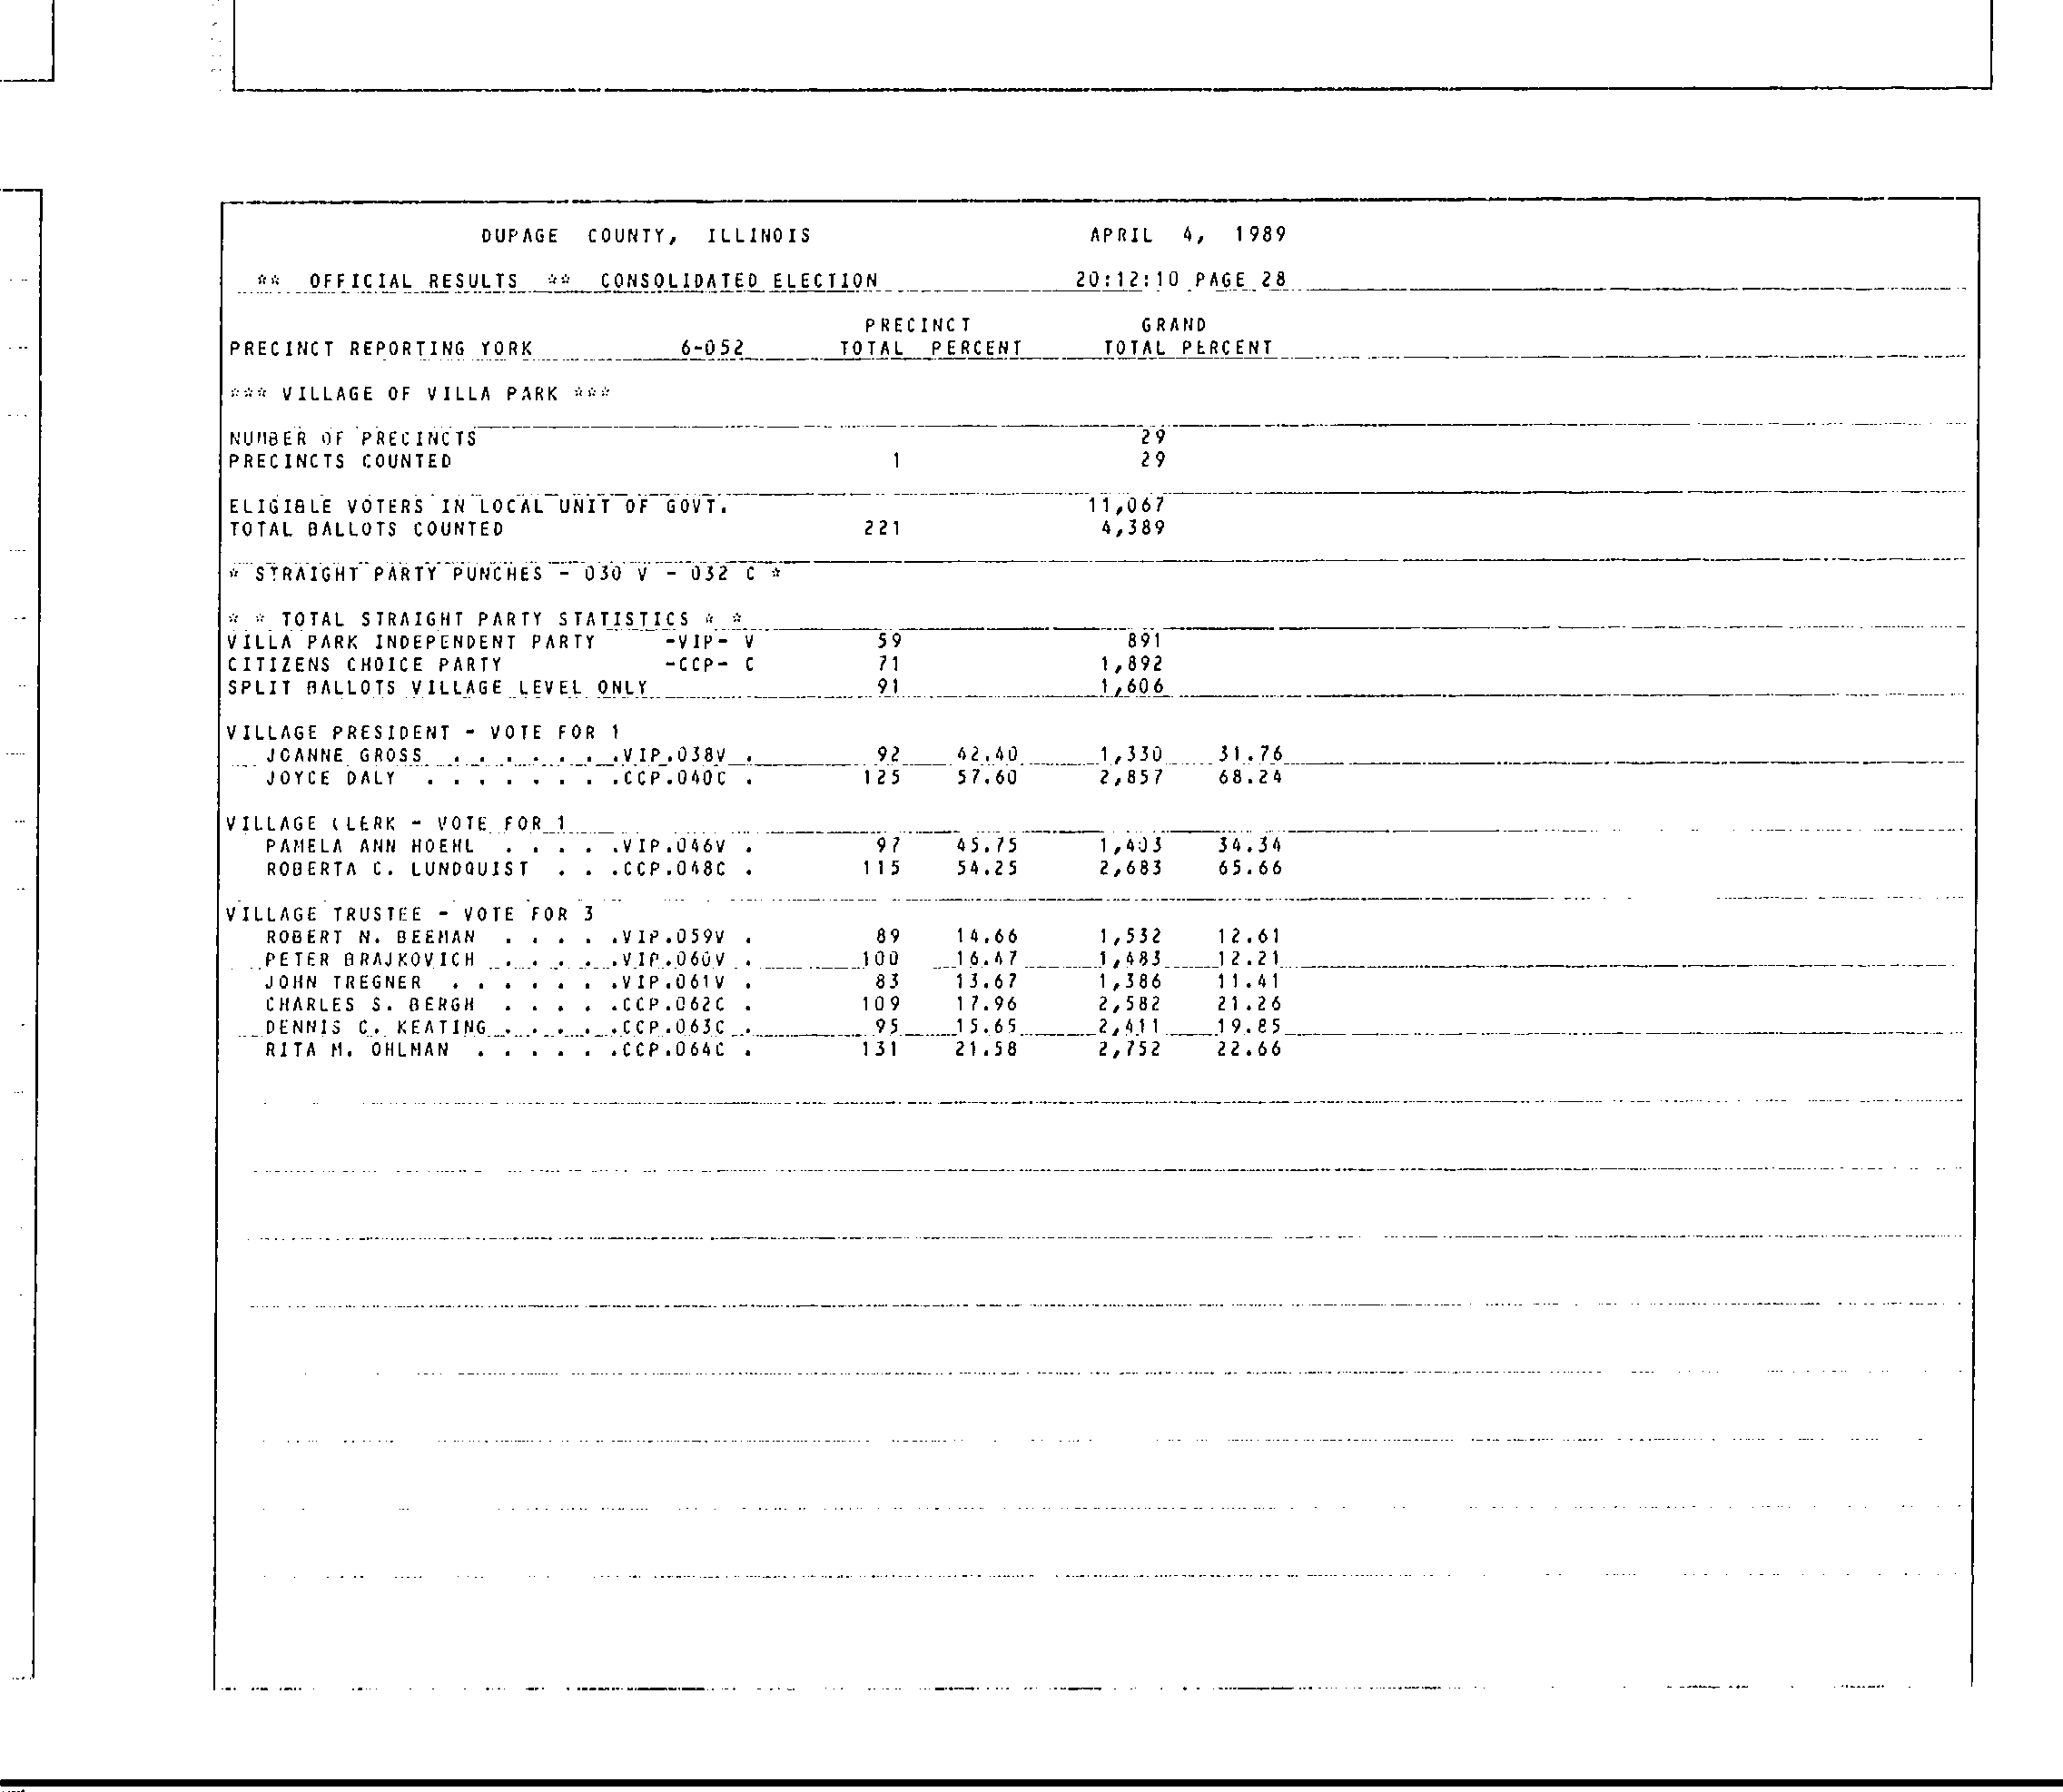 DUPAGE COUNTY, ILLINOIS APRIL 4, 1989
** OFFICIAL RESULTS ** CONSOLIDATED ELECTION 20:12:10 PAGE 28
PRECINCT GRAND
PRECINCT REPORTING YORK 6-052 TOTAL PERCENT TOTAL PERCENT
*** VILLAGE OF VILLA PARK ***
NUMBER OF PRECINCTS 29
PRECINCTS COUNTED 1 29
ELIGIBLE VOTERS IN LOCAL UNIT OF GOVT. 11,067
TOTAL BALLOTS COUNTED 221 4,389
* STRAIGHT PARTY PUNCHES - 030 V - 032 C *
* * TOTAL STRAIGHT PARTY STATISTICS * *
VILLA PARK INDEPENDENT PARTY -VIP- V 59 891
CITIZENS CHOICE PARTY -CCP- C 71 1,892
SPLIT BALLOTS VILLAGE LEVEL ONLY 91 1,606
VILLAGE PRESIDENT - VOTE FOR 1
JOANNE GROSS . . . . . . .VIP.038V . 92 42.40 1,330 31.76
JOYCE DALY . . . . . . . .CCP.040C . 125 57.60 2,857 68.24
VILLAGE CLERK - VOTE FOR 1
PAMELA ANN HOEHL . . . . .VIP.046V . 97 45.75 1,403 34.34
ROBERTA C. LUNDQUIST . . .CCP.048C . 115 54.25 2,683 65.66
VILLAGE TRUSTEE - VOTE FOR 3
ROBERT N. BEEMAN . . . . .VIP.059V . 89 14.66 1,532 12.61
PETER BRAJKOVICH . . . . .VIP.060V . 100 16.47 1,483 12.21
JOHN TREGNER . . . . . . .VIP.061V . 83 13.67 1,386 11.41
CHARLES S. BERGH . . . . .CCP.062C . 109 17.96 2,582 21.26
DENNIS C. KEATING . . . . .CCP.063C . 95 15.65 2,411 19.85
RITA M. OHLMAN . . . . . .CCP.064C . 131 21.58 2,752 22.66